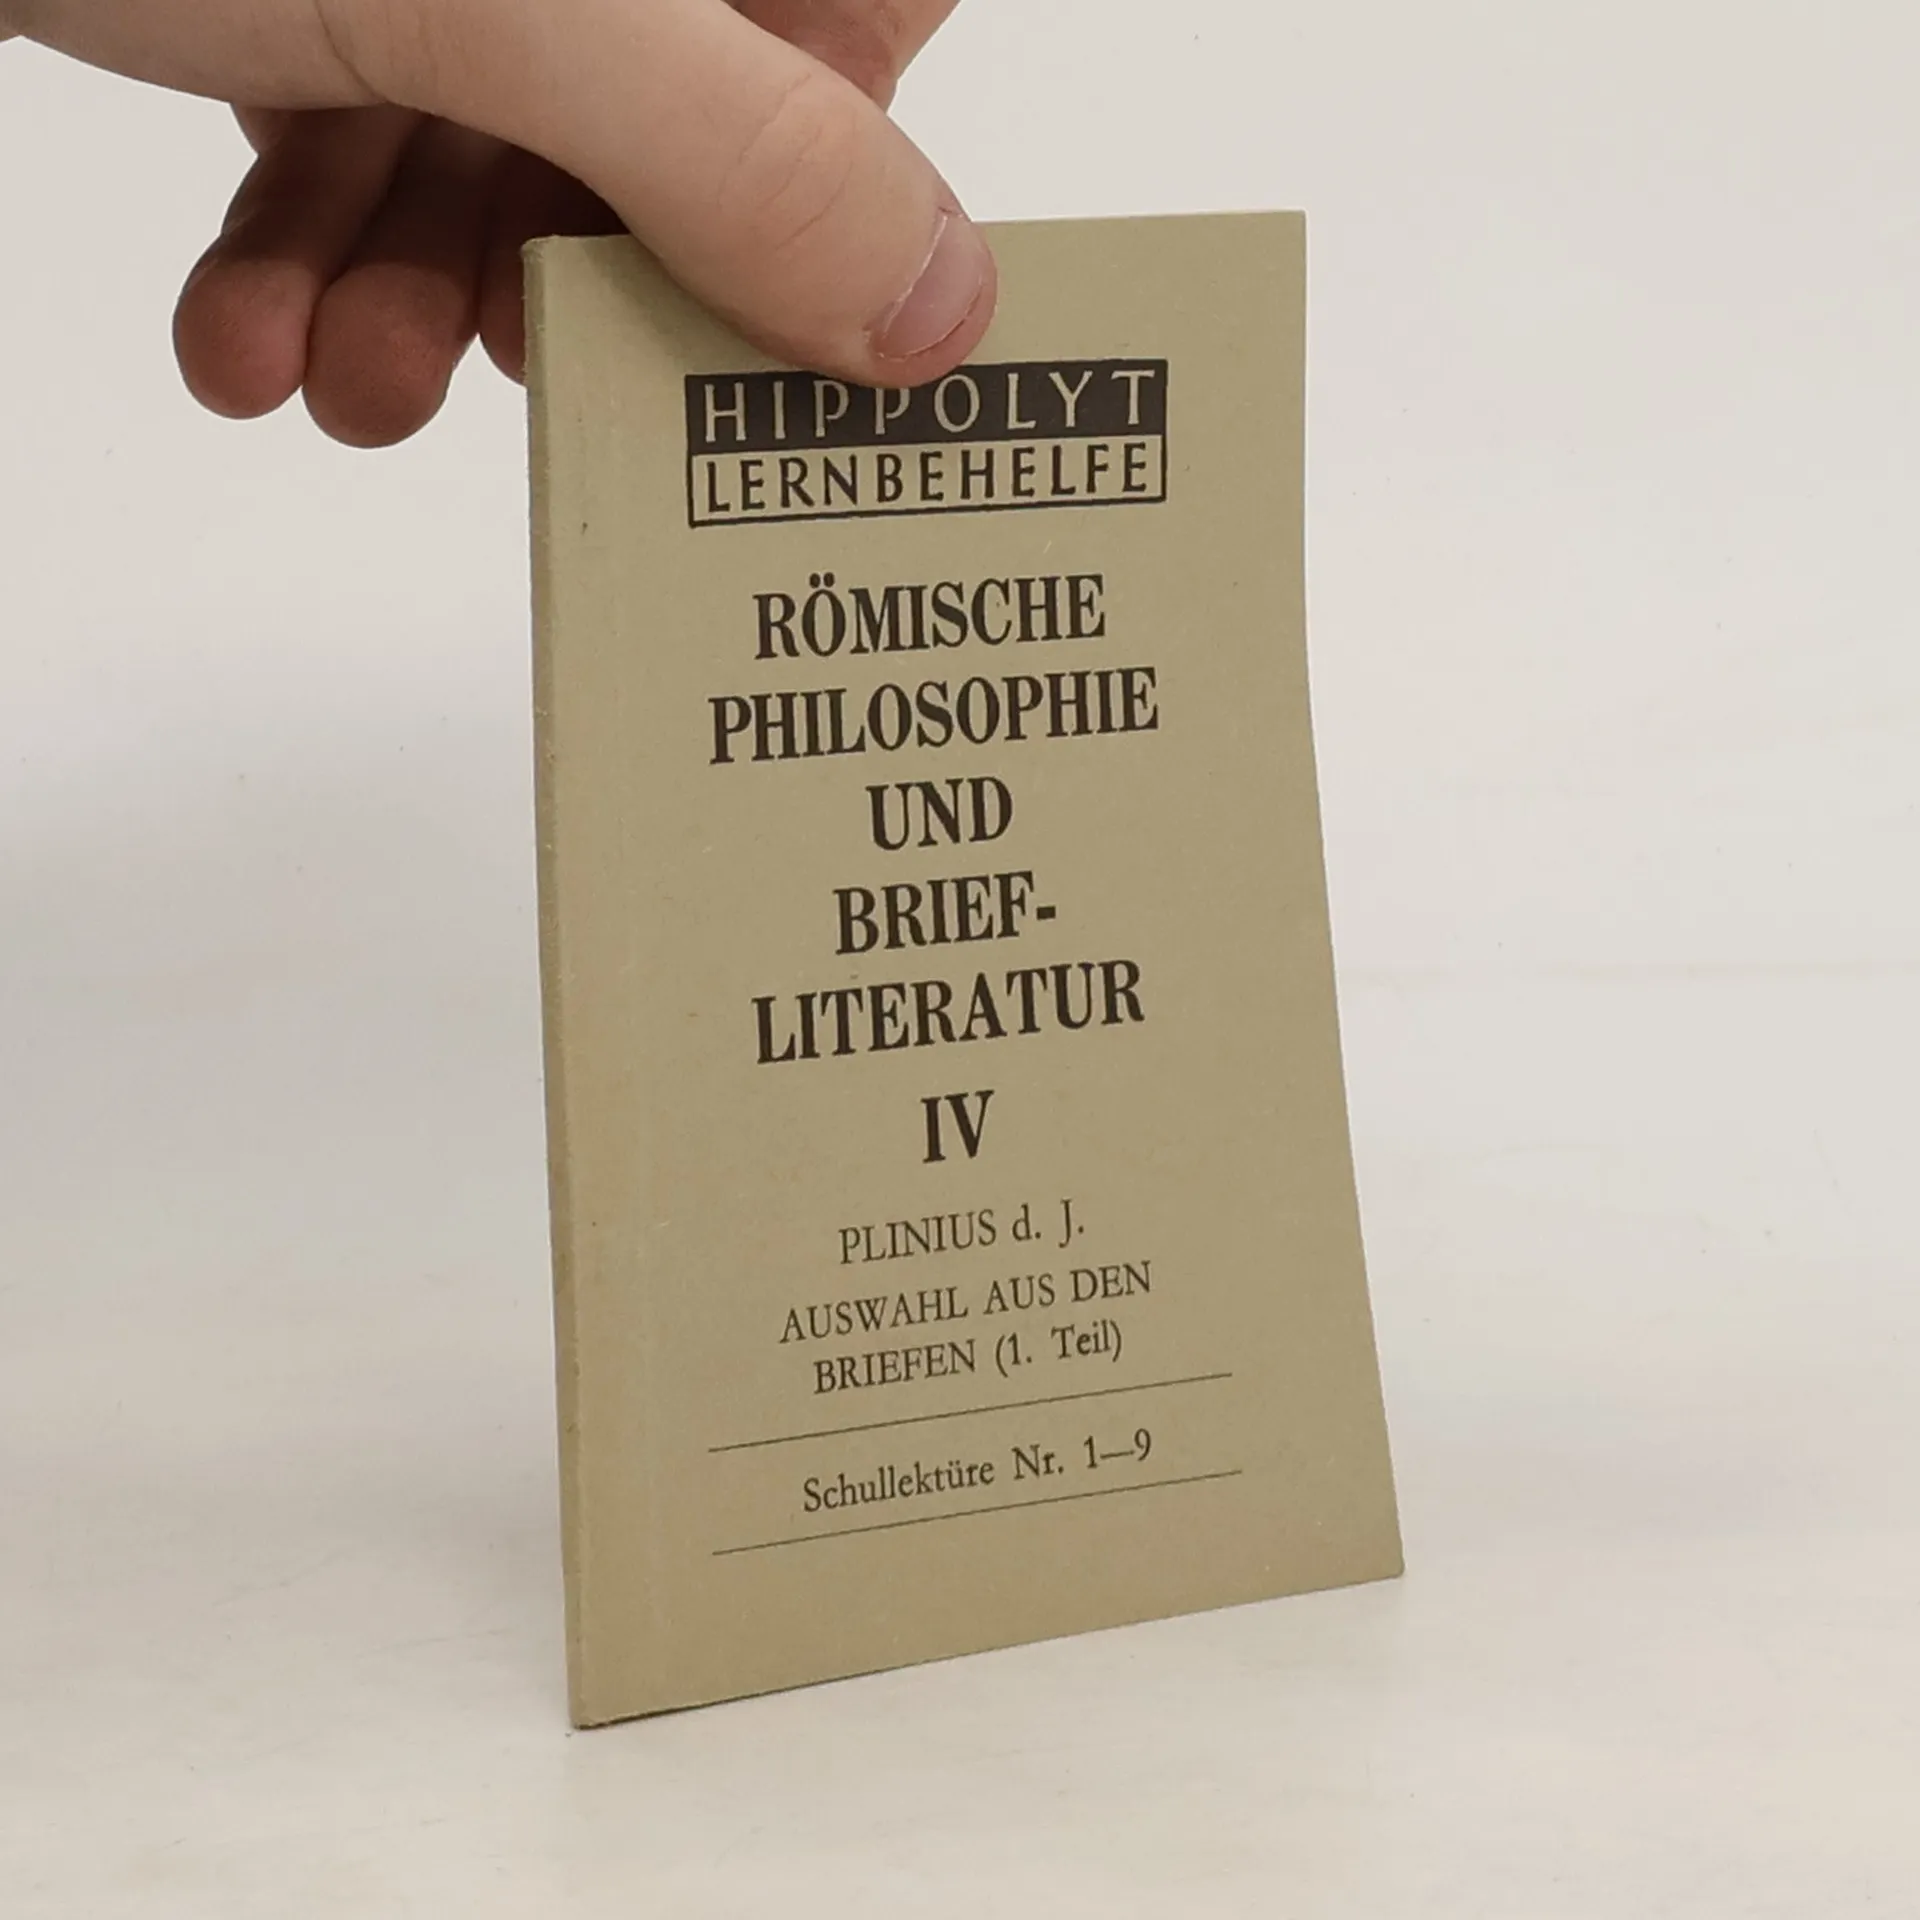 HIPPOLYT
LERNBEHELFE
RÖMISCHE
PHILOSOPHIE
UND
BRIEF-
LITERATUR
IV
PLINIUS d. J.
AUSWAHL AUS DEN
BRIEFEN (1. Teil)
Schullektüre Nr. 1—9